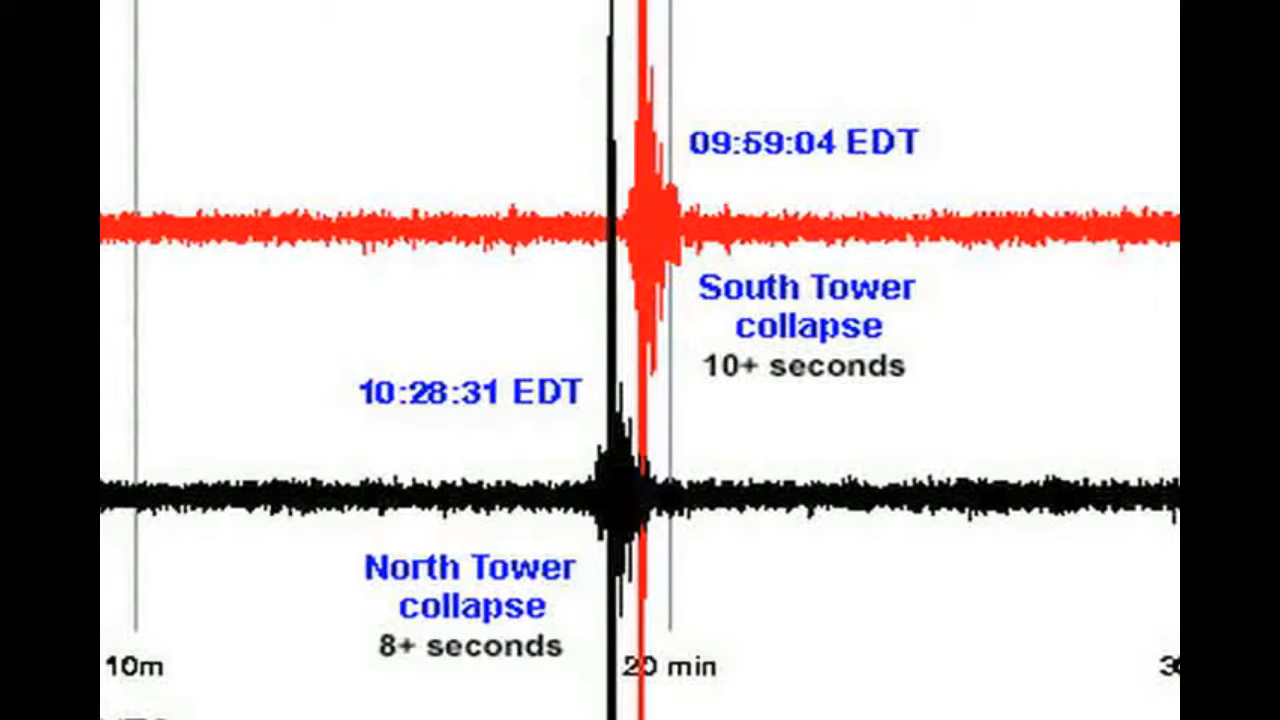 09:59:04 EDT
South Tower
collapse
10+ seconds
10:28:31 EDT
North Tower
collapse
8+ seconds
10m
20 min